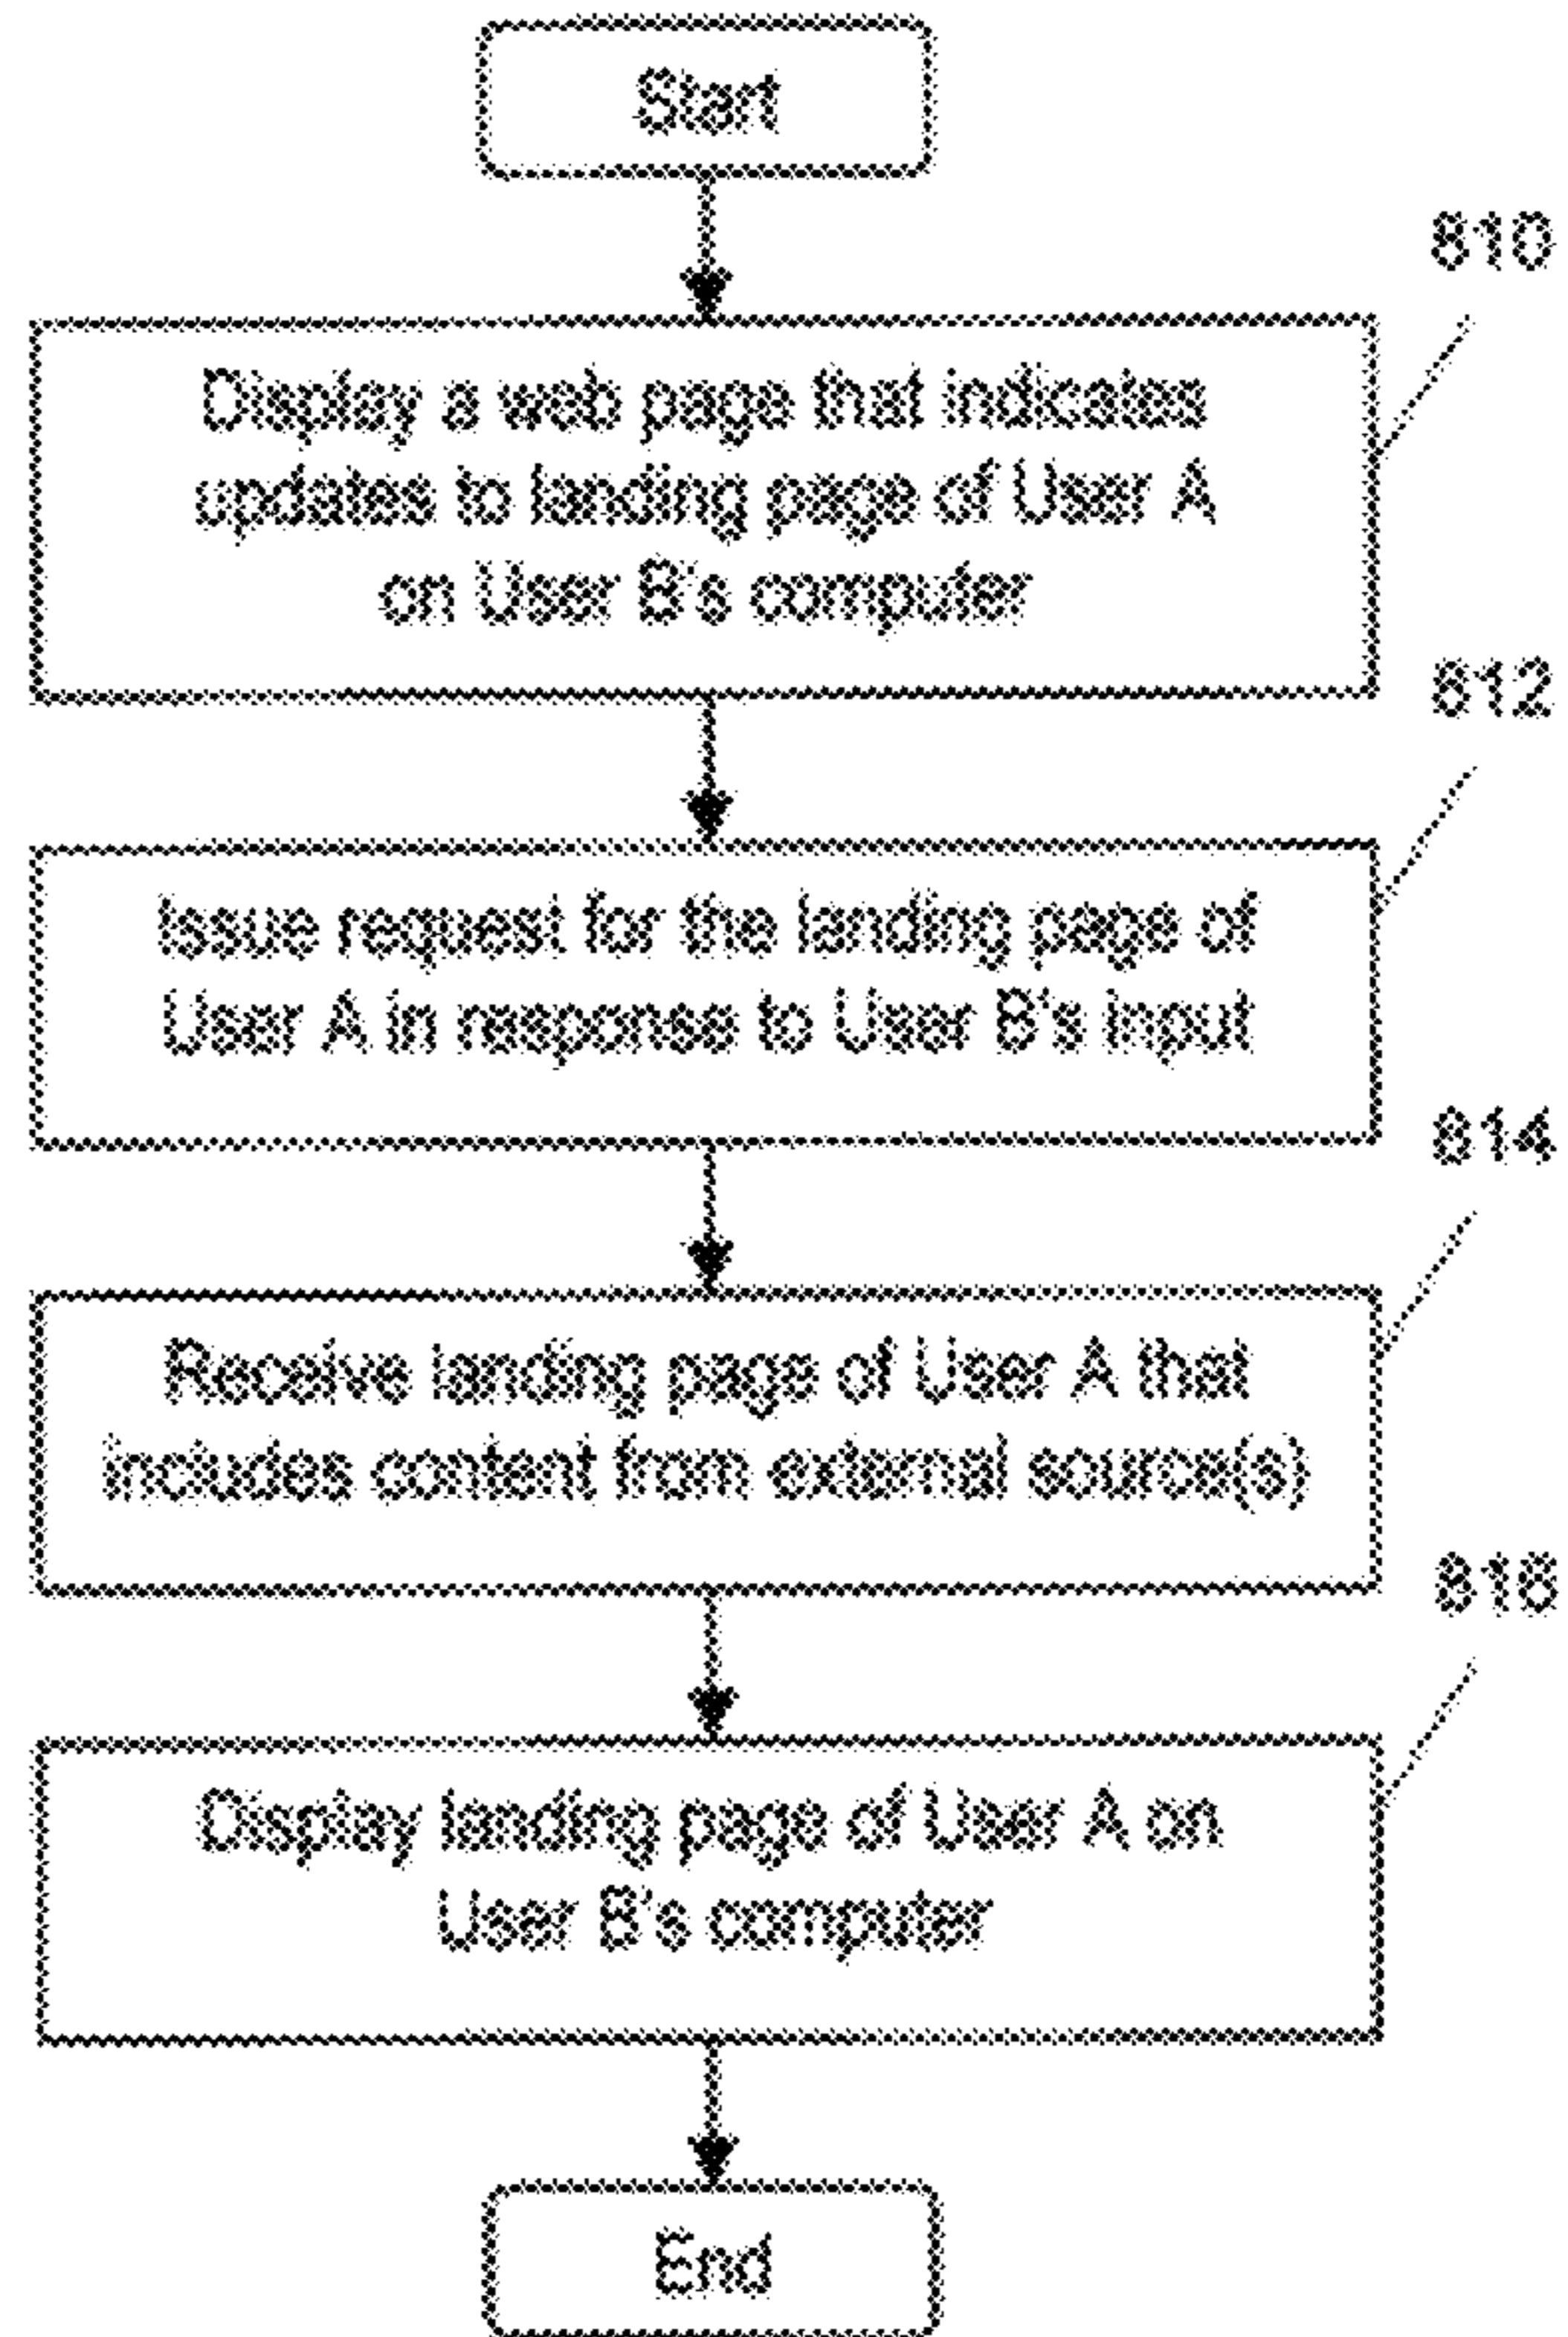 Start
810
Display a web page that indicates
updates to landing page of User A
on User B's computer
812
Issue request for the landing page of
User A in response to User B's input
814
Receive landing page of User A that
includes content from external source(s)
Display landing page of User A on
User B's computer
End